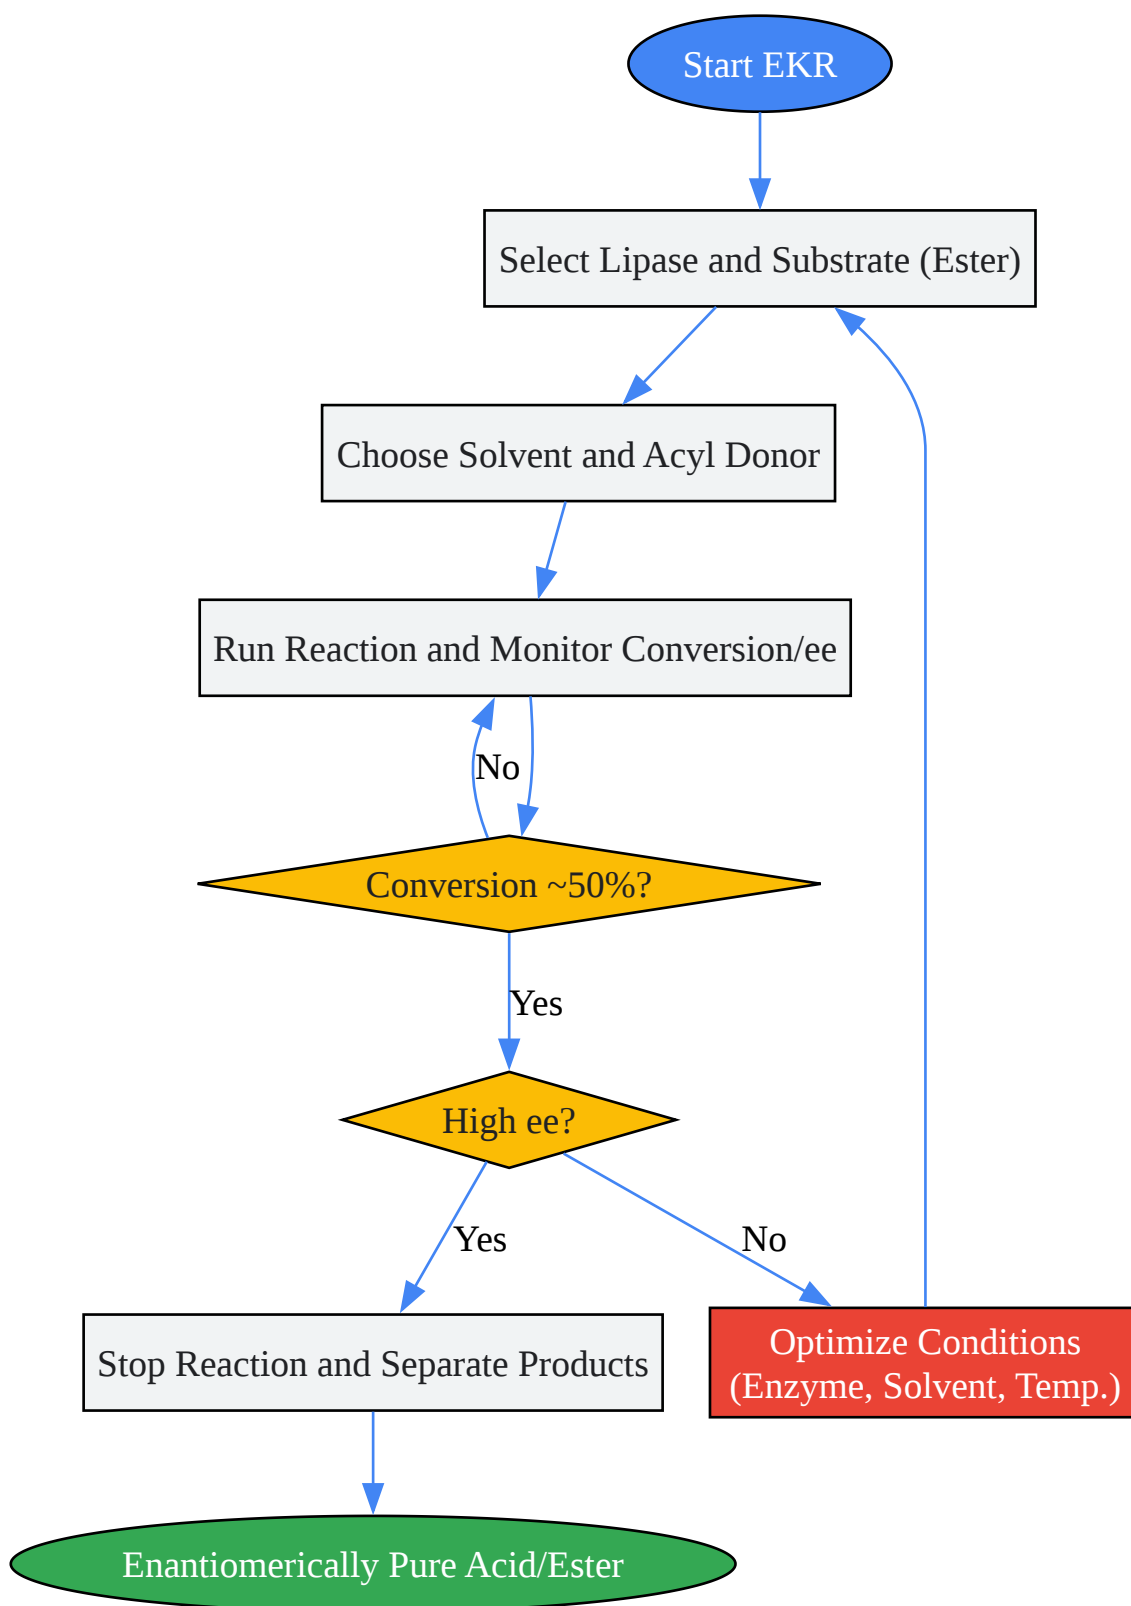 Start EKR
Select Lipase and Substrate (Ester)
Choose Solvent and Acyl Donor
Run Reaction and Monitor Conversion/ee
No
Conversion ~50%?
Yes
High ee?
Yes
No
Stop Reaction and Separate Products
Optimize Conditions
(Enzyme, Solvent, Temp.)
Enantiomerically Pure Acid/Ester